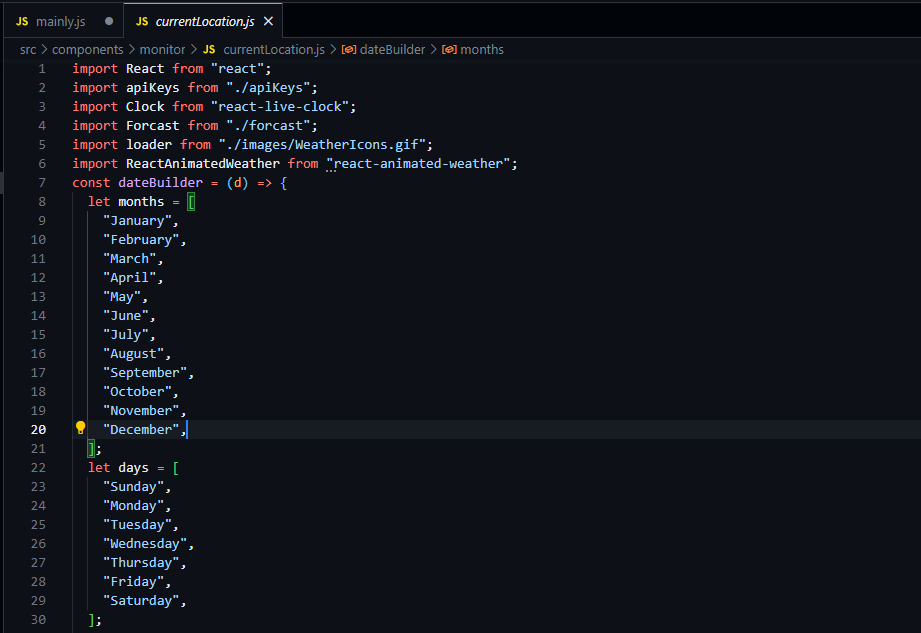 JS mainly.js ● JS currentLocation.js ×
src > components > monitor > JS currentLocation.js > dateBuilder > months
1 import React from "react";
2 import apiKeys from "./apiKeys";
3 import Clock from "react-live-clock";
4 import Forcast from "./forcast";
5 import loader from "./images/WeatherIcons.gif";
6 import ReactAnimatedWeather from "react-animated-weather";
7 const dateBuilder = (d) => {
8   let months = [
9     "January",
10     "February",
11     "March",
12     "April",
13     "May",
14     "June",
15     "July",
16     "August",
17     "September",
18     "October",
19     "November",
20     "December",
21   ];
22   let days = [
23     "Sunday",
24     "Monday",
25     "Tuesday",
26     "Wednesday",
27     "Thursday",
28     "Friday",
29     "Saturday",
30   ];